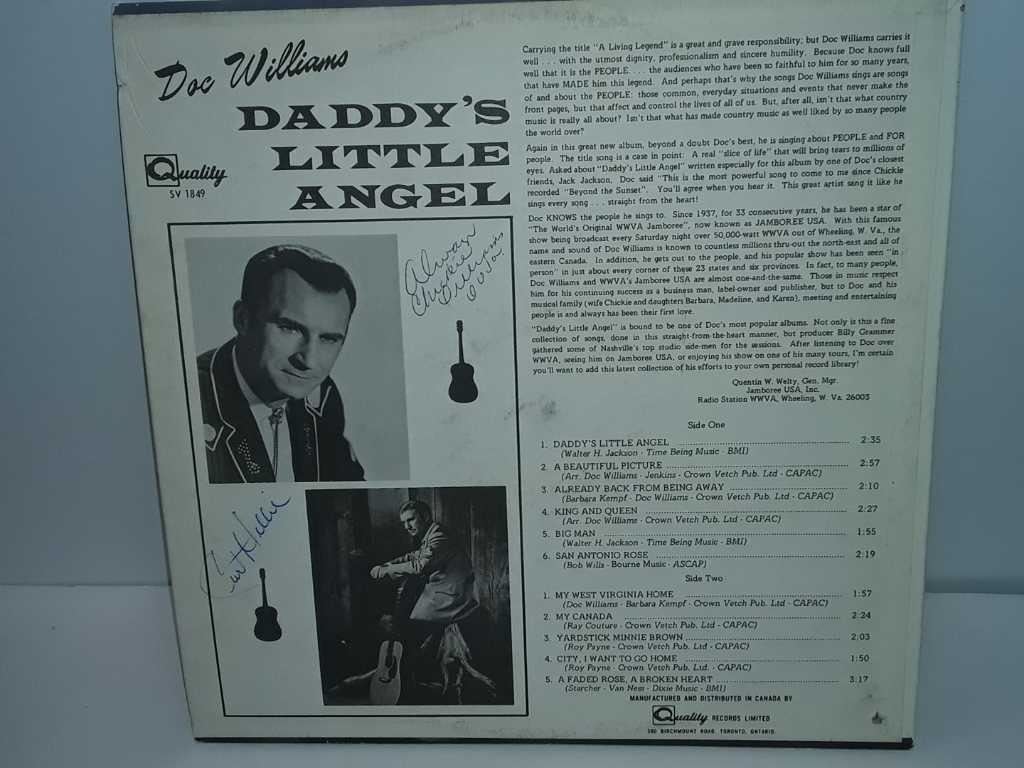 Doc Williams
DADDY'S
LITTLE
ANGEL
Quality
SV 1849
Always
Chickie
Williams
Carrying the title "A Living Legend" is a great and grave responsibility; but Doc Williams carries it
well . . . with the utmost dignity, professionalism and sincere humility. Because Doc knows full
well that it is the PEOPLE. . . . the audiences who have been so faithful to him for so many years,
that have MADE him this legend. And perhaps that's why the songs Doc Williams sings are songs
of and about the PEOPLE: those common, everyday situations and events that never make the
front pages, but that affect and control the lives of all of us. But, after all, isn't that what country
music is really all about? Isn't that what has made country music as well liked by so many people
the world over?
Again in this great new album, beyond a doubt Doc's best, he is singing about PEOPLE and FOR
people. The title song is a case in point: A real "slice of life" that will bring tears to millions of
eyes. Asked about "Daddy's Little Angel" written especially for this album by one of Doc's closest
friends, Jack Jackson, Doc said "This is the most powerful song to come to me since Chickie
recorded "Beyond the Sunset". You'll agree when you hear it. This great artist sang it like he
sings every song . . . straight from the heart!
Doc KNOWS the people he sings to. Since 1937, for 33 consecutive years, he has been a star of
"The World's Original WWVA Jamboree", now known as JAMBOREE USA. With this famous
show being broadcast every Saturday night over 50,000-watt WWVA out of Wheeling, W. Va., the
name and sound of Doc Williams is known to countless millions thru-out the north-east and all of
eastern Canada. In addition, he gets out to the people, and his popular show has been seen "in
person" in just about every corner of these 23 states and six provinces. In fact, to many people,
Doc Williams and WWVA's Jamboree USA are almost one-and-the-same. Those in music respect
him for his continuing success as a business man, label-owner and publisher, but to Doc and his
musical family (wife Chickie and daughters Barbara, Madeline, and Karen), meeting and entertaining
people is and always has been their first love.
"Daddy's Little Angel" is bound to be one of Doc's most popular albums. Not only is this a fine
collection of songs, done in this straight-from-the-heart manner, but producer Billy Grammer
gathered some of Nashville's top studio side-men for the sessions. After listening to Doc over
WWVA, seeing him on Jamboree USA, or enjoying his show on one of his many tours, I'm certain
you'll want to add this latest collection of his efforts to your own personal record library!
Quentin W. Welty, Gen. Mgr.
Jamboree USA, Inc.
Radio Station WWVA, Wheeling, W. Va. 26003
Side One
1. DADDY'S LITTLE ANGEL 2:35
(Walter H. Jackson - Time Being Music - BMI)
2. A BEAUTIFUL PICTURE 2:57
(Arr. Doc Williams - Jenkins - Crown Vetch Pub. Ltd - CAPAC)
3. ALREADY BACK FROM BEING AWAY 2:10
(Barbara Kempf - Doc Williams - Crown Vetch Pub. Ltd - CAPAC)
4. KING AND QUEEN 2:27
(Arr. Doc Williams - Crown Vetch Pub. Ltd - CAPAC)
5. BIG MAN 1:55
(Walter H. Jackson - Time Being Music - BMI)
6. SAN ANTONIO ROSE 2:19
(Bob Wills - Bourne Music - ASCAP)
Side Two
1. MY WEST VIRGINIA HOME 1:57
(Doc Williams - Barbara Kempf - Crown Vetch Pub. Ltd - CAPAC)
2. MY CANADA 2:24
(Ray Couture - Crown Vetch Pub. Ltd - CAPAC)
3. YARDSTICK MINNIE BROWN 2:03
(Roy Payne - Crown Vetch Pub. Ltd - CAPAC)
4. CITY, I WANT TO GO HOME 1:50
(Roy Payne - Crown Vetch Pub. Ltd. - CAPAC)
5. A FADED ROSE, A BROKEN HEART 3:17
(Starcher - Van Ness - Dixie Music - BMI)
MANUFACTURED AND DISTRIBUTED IN CANADA BY
Quality RECORDS LIMITED
380 BIRCHMOUNT ROAD, TORONTO, ONTARIO.